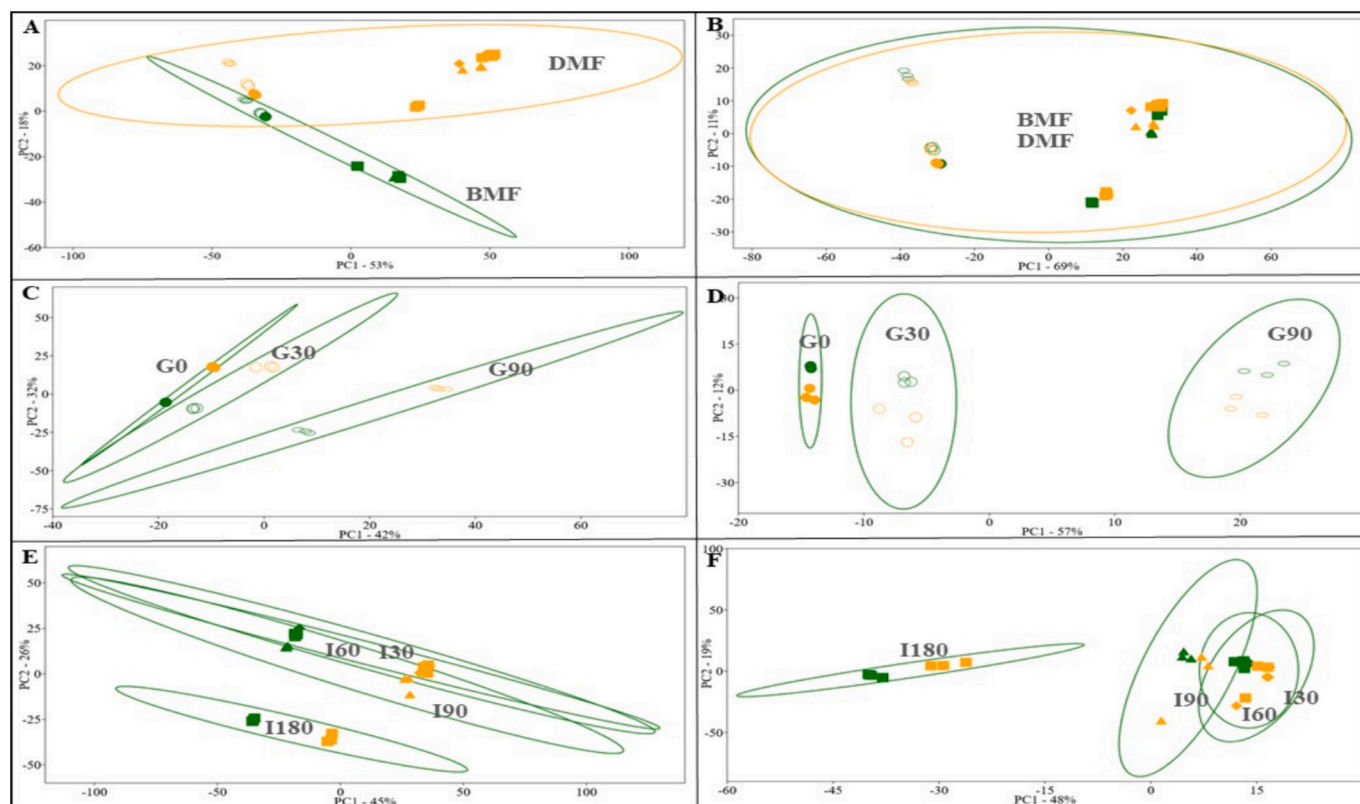 A
20
0
-20
-40
-60
PC2 - 18%
DMF
BMF
-100
-50
0
50
100
PC1 - 53%
B
30
20
10
0
-10
-20
-30
PC2 - 11%
BMF
DMF
-80
-60
-40
-20
0
20
40
60
PC1 - 69%
C
50
25
0
-25
-50
-75
PC2 - 32%
G0
G30
G90
-40
-20
0
20
40
60
PC1 - 42%
D
30
15
0
-15
-30
PC2 - 12%
G0
G30
G90
-20
-10
0
10
20
PC1 - 57%
E
50
25
0
-25
-50
PC2 - 26%
I60
I30
I90
I180
-100
-50
0
50
100
PC1 - 45%
F
100
50
0
-50
PC2 - 19%
I180
I90
I60
I30
-60
-45
-30
-15
0
15
PC1 - 48%